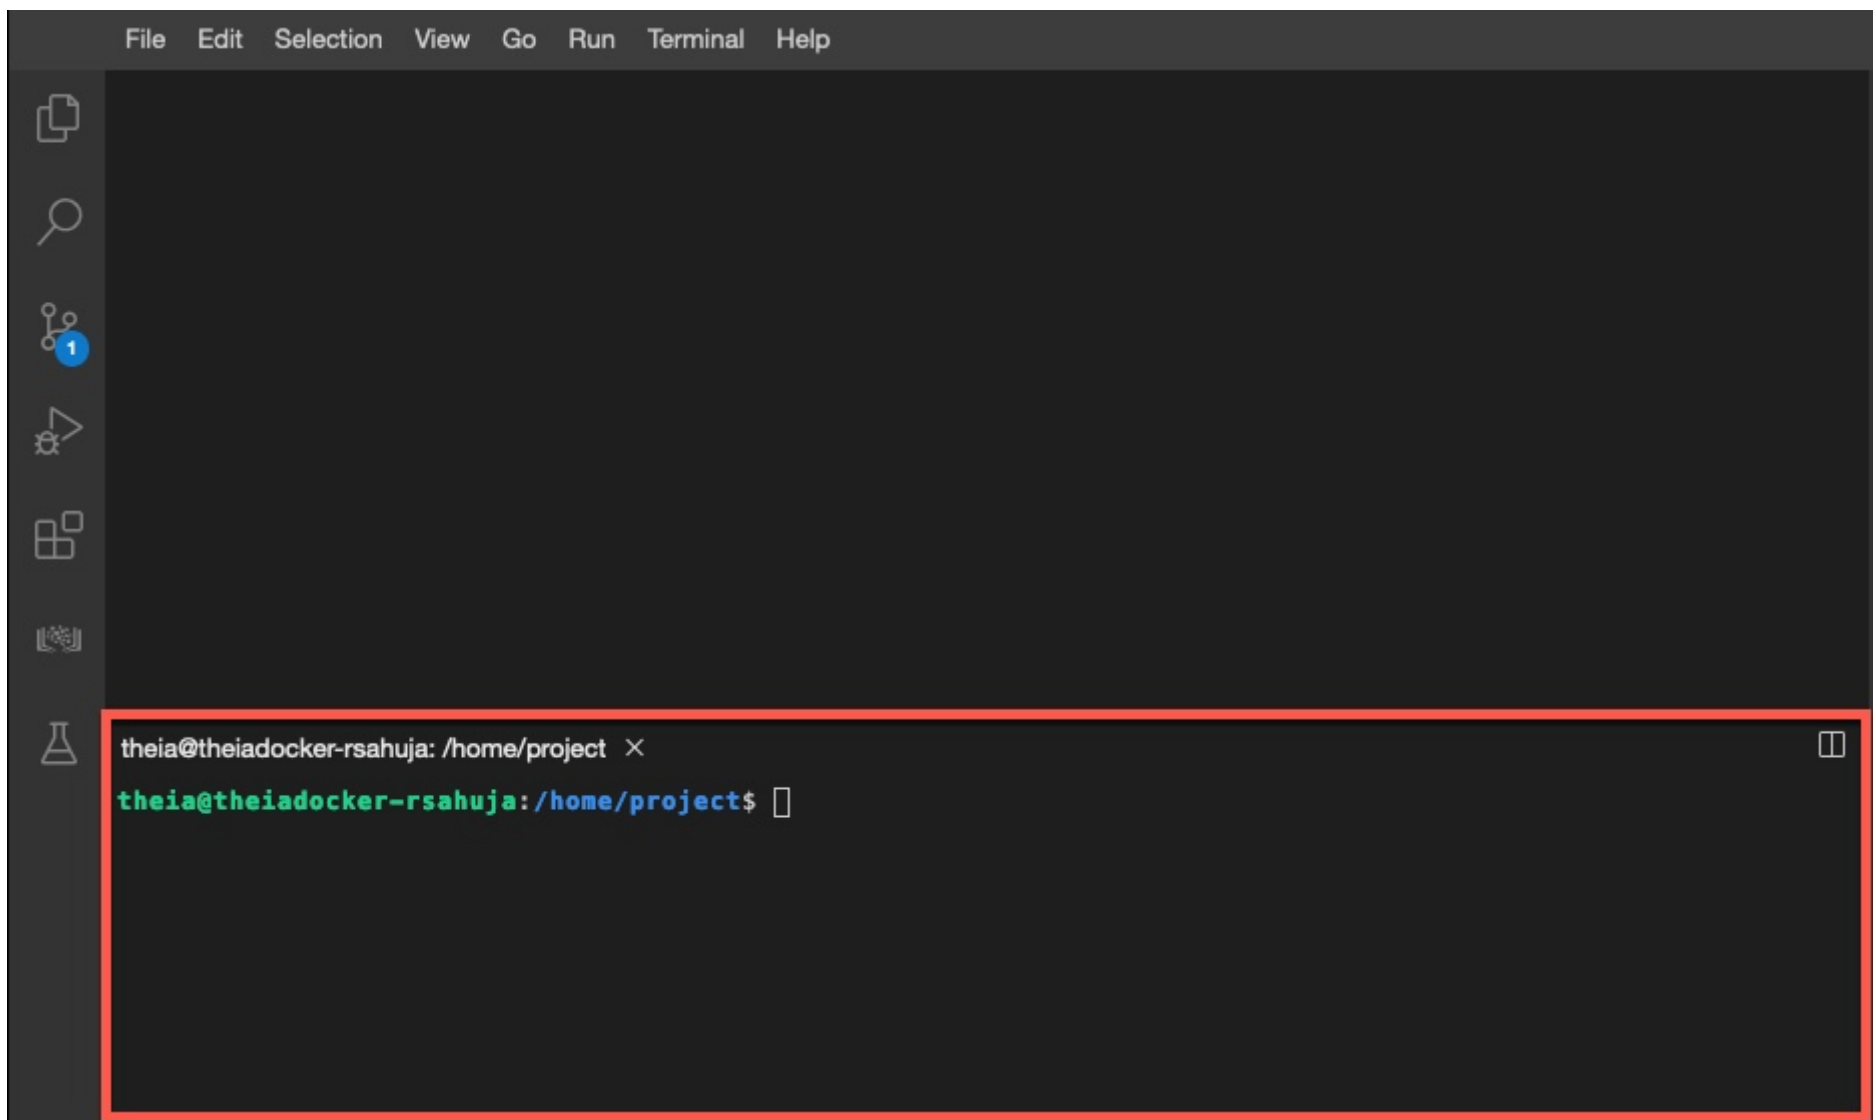 File Edit Selection View Go Run Terminal Help
1
theia@theiadocker-rsahuja: /home/project
theia@theiadocker-rsahuja:/home/project$